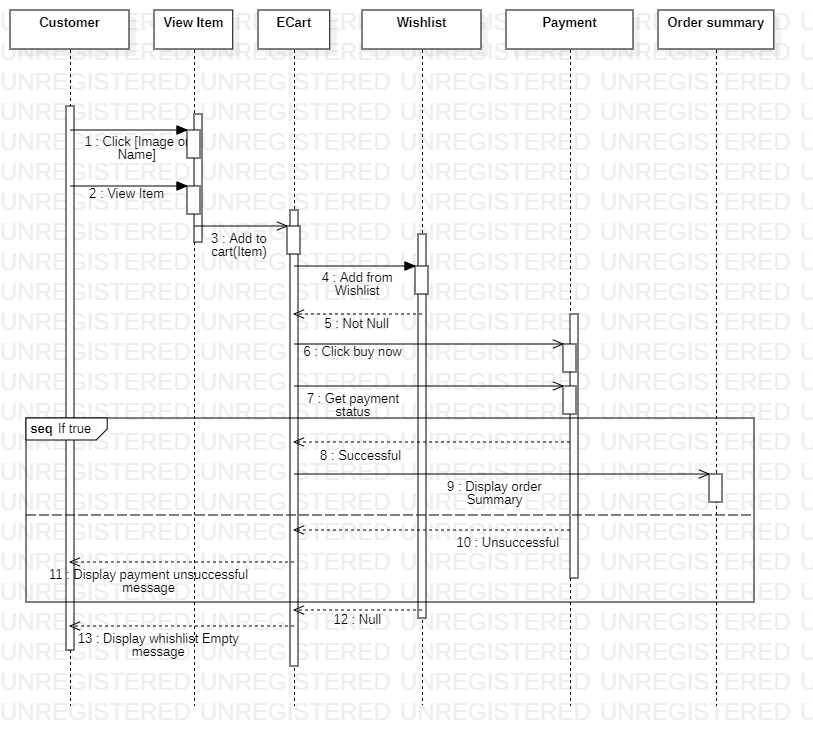 Customer
View Item
ECart
Wishlist
Payment
Order summary
1 : Click [Image or
Name]
2 : View Item
3 : Add to
cart(Item)
4 : Add from
Wishlist
5 : Not Null
6 : Click buy now
7 : Get payment
status
seq If true
8 : Successful
9 : Display order
Summary
10 : Unsuccessful
11 : Display payment unsuccessful
message
12 : Null
13 : Display whishlist Empty
message
UNREGISTERED